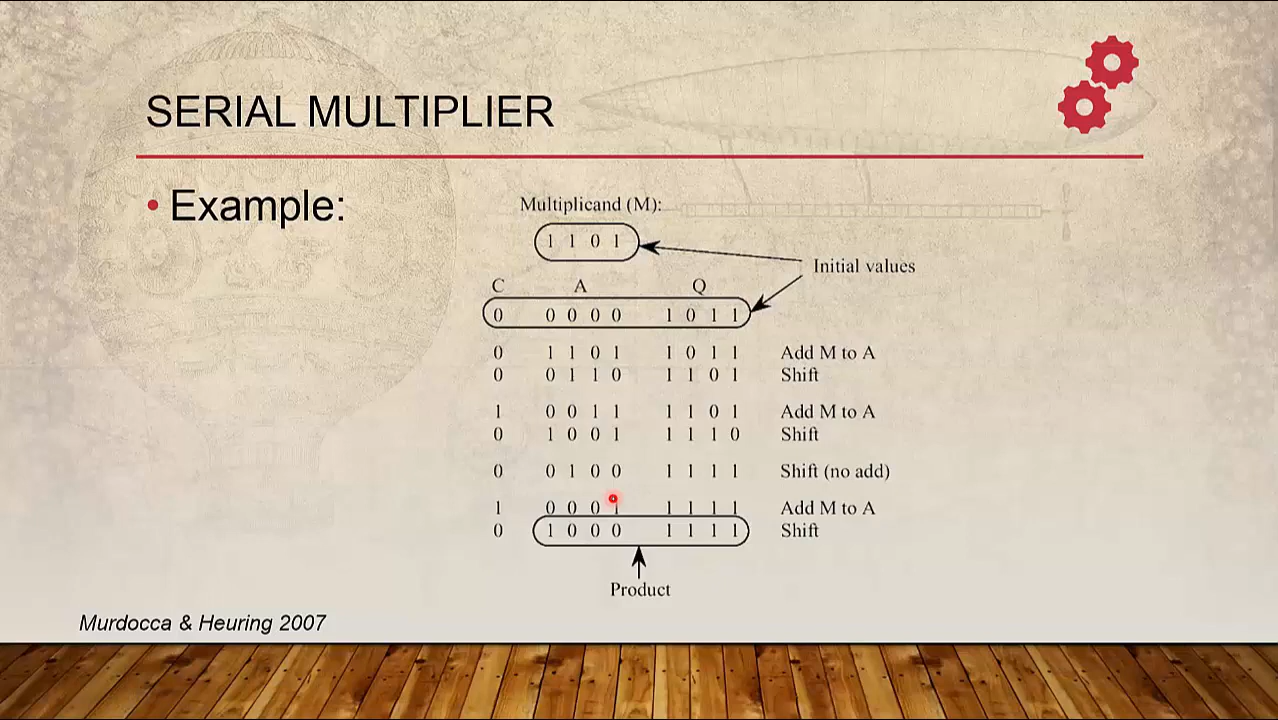 SERIAL MULTIPLIER
• Example:
Multiplicand (M):
1 1 0 1
Initial values
C A Q
0 0 0 0 0 1 0 1 1
0 1 1 0 1 1 0 1 1 Add M to A
0 0 1 1 0 1 1 0 1 Shift
1 0 0 1 1 1 1 0 1 Add M to A
0 1 0 0 1 1 1 1 0 Shift
0 0 1 0 0 1 1 1 1 Shift (no add)
1 0 0 0 1 1 1 1 1 Add M to A
0 1 0 0 0 1 1 1 1 Shift
Product
Murdocca & Heuring 2007